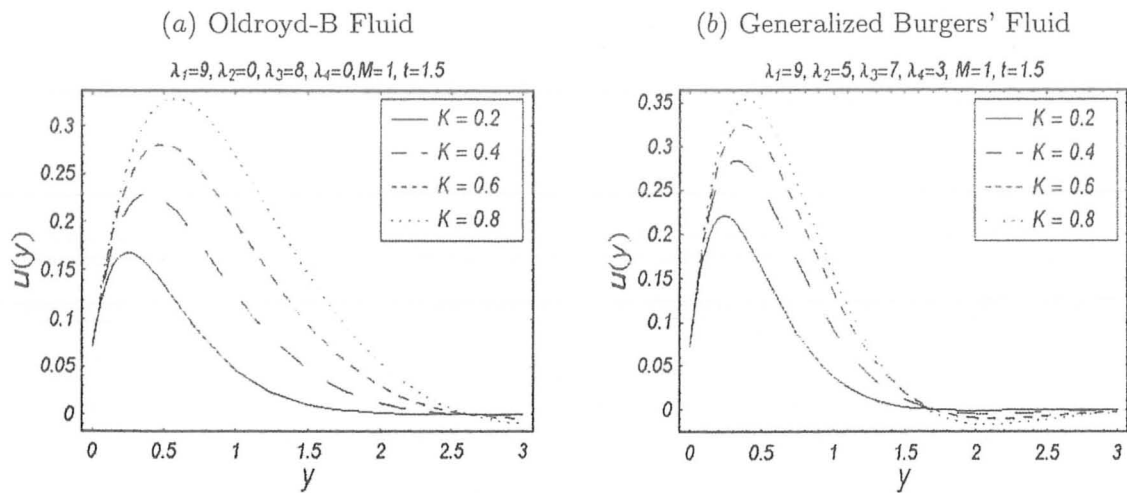 (a) Oldroyd-B Fluid
λ1=9, λ2=0, λ3=8, λ4=0,M=1, t=1.5
K = 0.2
K = 0.4
K = 0.6
K = 0.8
0.3
0.25
0.2
0.15
0.1
0.05
0
u(y)
0 0.5 1 1.5 2 2.5 3
y
(b) Generalized Burgers' Fluid
λ1=9, λ2=5, λ3=7, λ4=3, M=1, t=1.5
K = 0.2
K = 0.4
K = 0.6
K = 0.8
0.35
0.3
0.25
0.2
0.15
0.1
0.05
0
u(y)
0 0.5 1 1.5 2 2.5 3
y